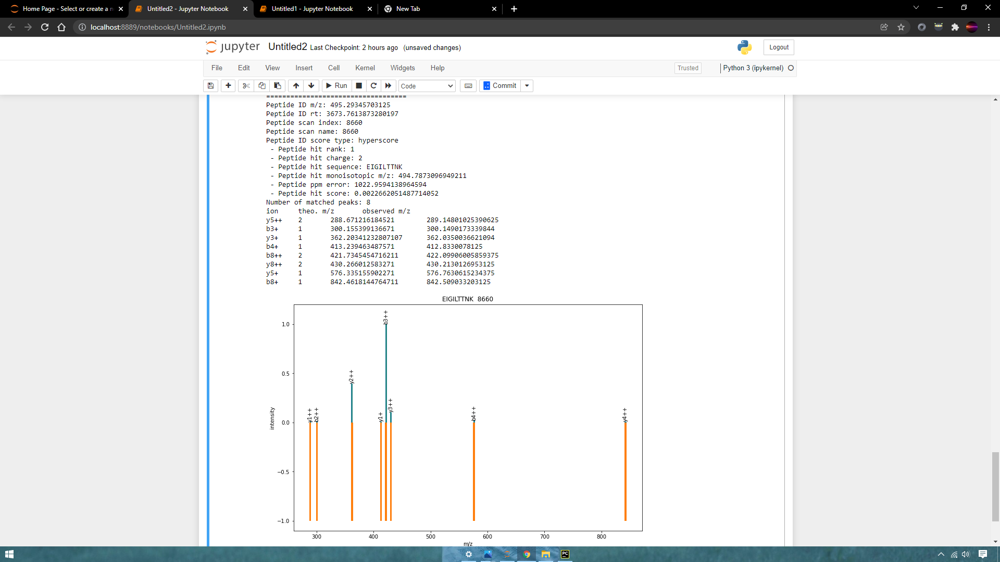 Home Page - Select or create a n
Untitled2 - Jupyter Notebook
Untitled1 - Jupyter Notebook
New Tab
localhost:8889/notebooks/Untitled2.ipynb
jupyter Untitled2 Last Checkpoint: 2 hours ago (unsaved changes)
Logout
File Edit View Insert Cell Kernel Widgets Help
Trusted
Python 3 (ipykernel)
Run
Code
Commit
===================================
Peptide ID m/z: 495.29345703125
Peptide ID rt: 3673.7613873280197
Peptide scan index: 8660
Peptide scan name: 8660
Peptide ID score type: hyperscore
- Peptide hit rank: 1
- Peptide hit charge: 2
- Peptide hit sequence: EIGILTTNK
- Peptide hit monoisotopic m/z: 494.7873096949211
- Peptide ppm error: 1022.9594138964594
- Peptide hit score: 0.0022662051487714052
Number of matched peaks: 8
ion theo. m/z observed m/z
y5++ 2 288.671216184521 289.14801025390625
b3+ 1 300.155399136671 300.1490173339844
y3+ 1 362.20341232807107 362.0350036621094
b4+ 1 413.239463487571 412.8330078125
b8++ 2 421.7345454716211 422.09906005859375
y8++ 2 430.266012583271 430.2130126953125
y5+ 1 576.335155902271 576.7630615234375
b8+ 1 842.4618144764711 842.509033203125
EIGILTTNK 8660
b3++
1.0
y2++
0.5
y3++
y1++
b2++
y1+
b4++
y4++
intensity
0.0
−0.5
−1.0
300 400 500 600 700 800
m/z
PC